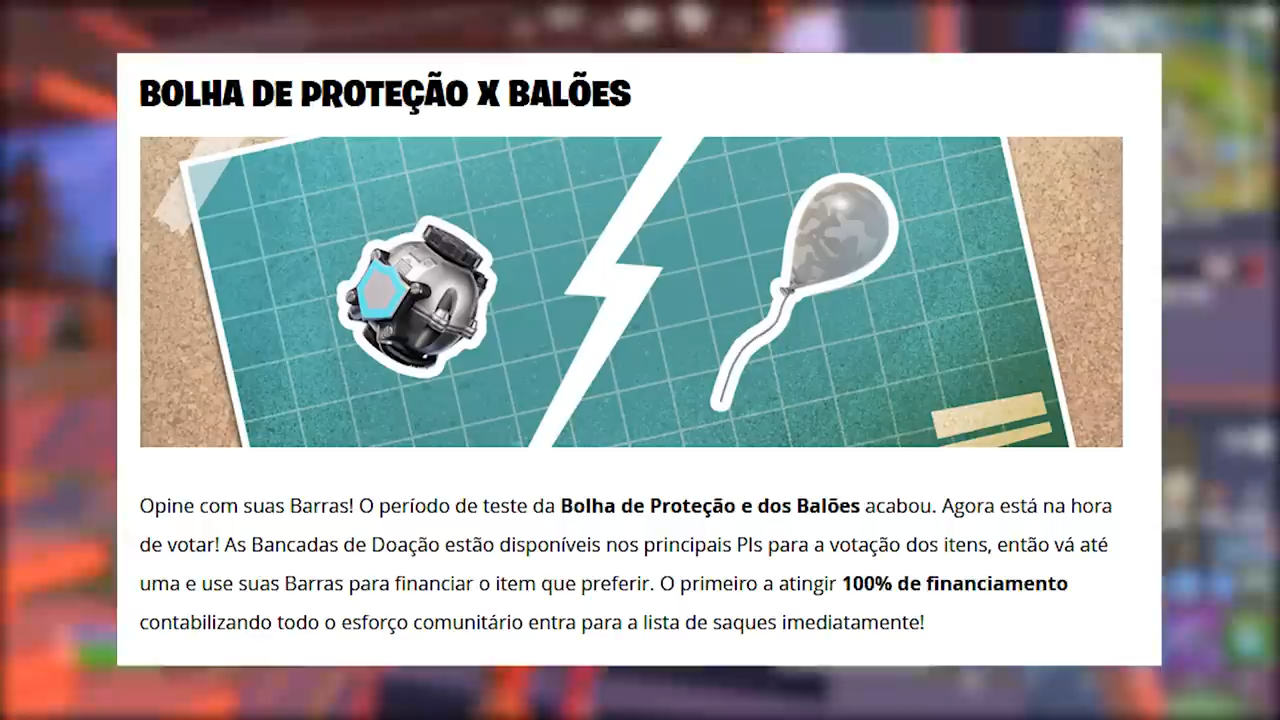 BOLHA DE PROTEÇÃO X BALÕES
Opine com suas Barras! O período de teste da Bolha de Proteção e dos Balões acabou. Agora está na hora
de votar! As Bancadas de Doação estão disponíveis nos principais PIs para a votação dos itens, então vá até
uma e use suas Barras para financiar o item que preferir. O primeiro a atingir 100% de financiamento
contabilizando todo o esforço comunitário entra para a lista de saques imediatamente!